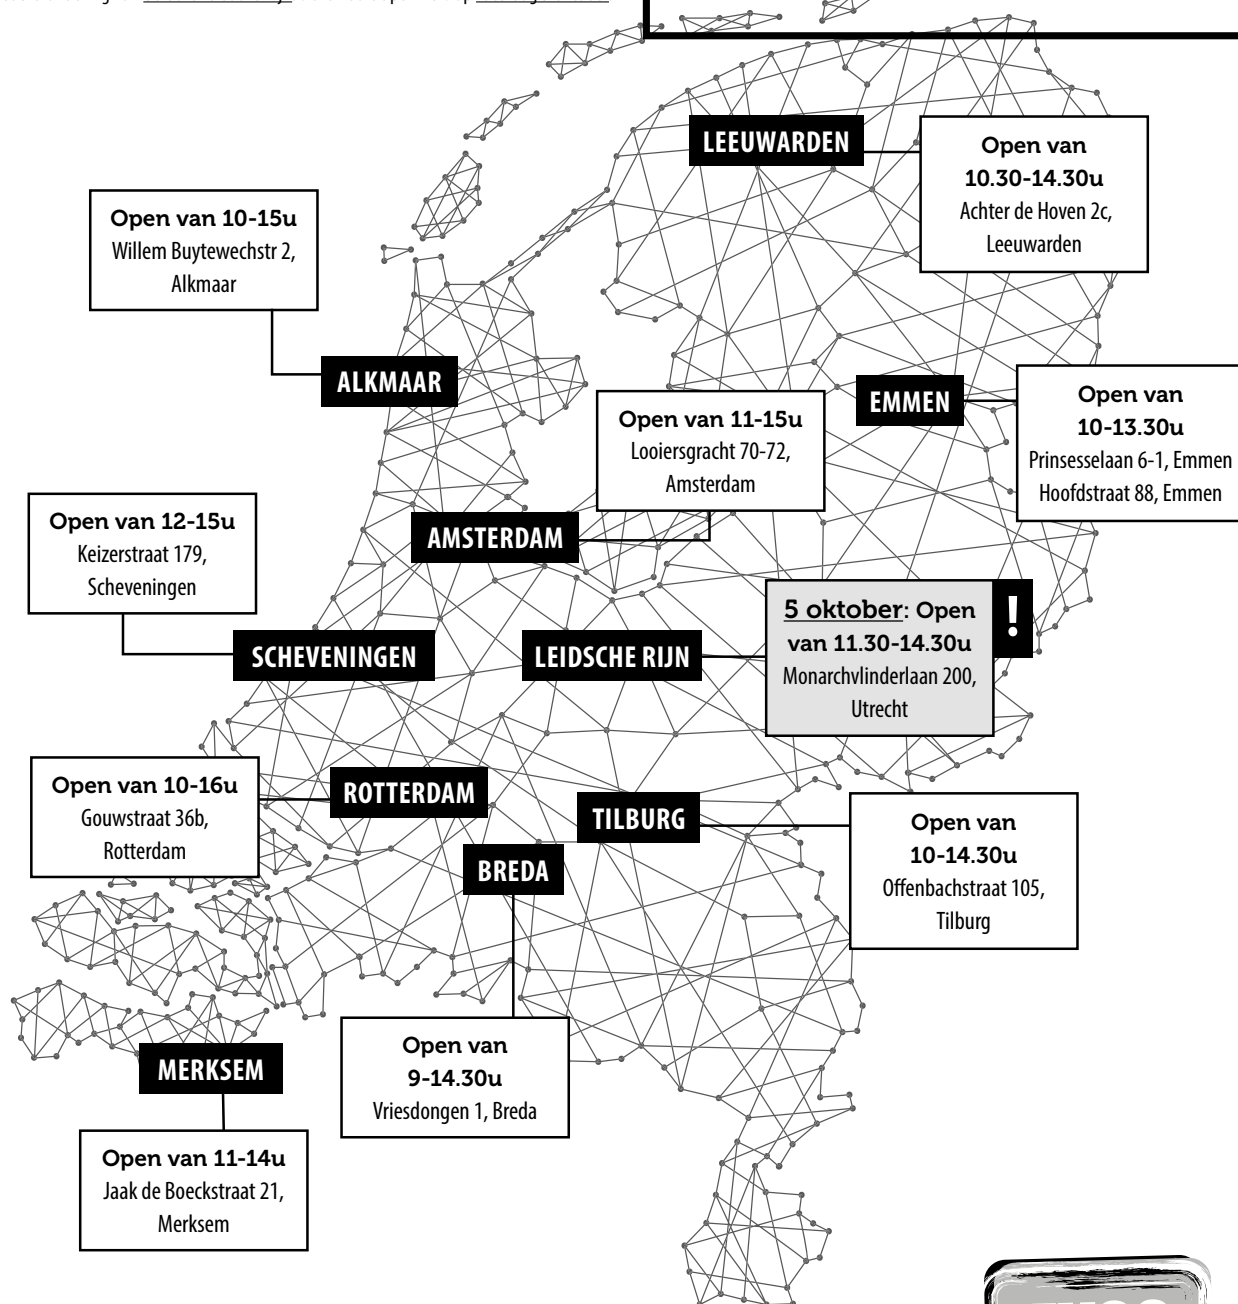 LEEUWARDEN
Open van
10.30-14.30u
Achter de Hoven 2c,
Leeuwarden
Open van 10-15u
Willem Buytewechstr 2,
Alkmaar
ALKMAAR
EMMEN
Open van
10-13.30u
Prinsesselaan 6-1, Emmen
Hoofdstraat 88, Emmen
Open van 11-15u
Looiersgracht 70-72,
Amsterdam
AMSTERDAM
Open van 12-15u
Keizerstraat 179,
Scheveningen
SCHEVENINGEN
LEIDSCHE RIJN
5 oktober: Open
van 11.30-14.30u
Monarchvlinderlaan 200,
Utrecht
!
Open van 10-16u
Gouwstraat 36b,
Rotterdam
ROTTERDAM
TILBURG
Open van
10-14.30u
Offenbachstraat 105,
Tilburg
BREDA
Open van
9-14.30u
Vriesdongen 1, Breda
MERKSEM
Open van 11-14u
Jaak de Boeckstraat 21,
Merksem